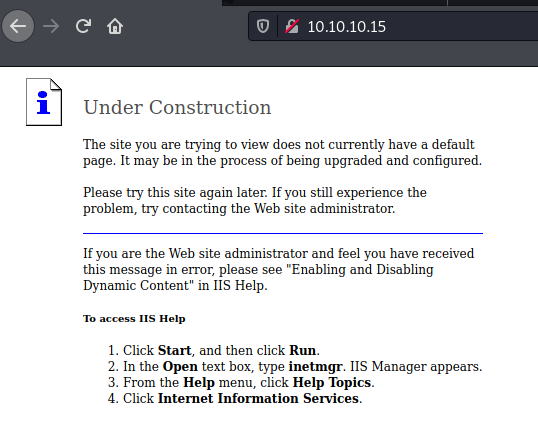 10.10.10.15
Under Construction
The site you are trying to view does not currently have a default
page. It may be in the process of being upgraded and configured.
Please try this site again later. If you still experience the
problem, try contacting the Web site administrator.
If you are the Web site administrator and feel you have received
this message in error, please see "Enabling and Disabling
Dynamic Content" in IIS Help.
To access IIS Help
1. Click Start, and then click Run.
2. In the Open text box, type inetmgr. IIS Manager appears.
3. From the Help menu, click Help Topics.
4. Click Internet Information Services.